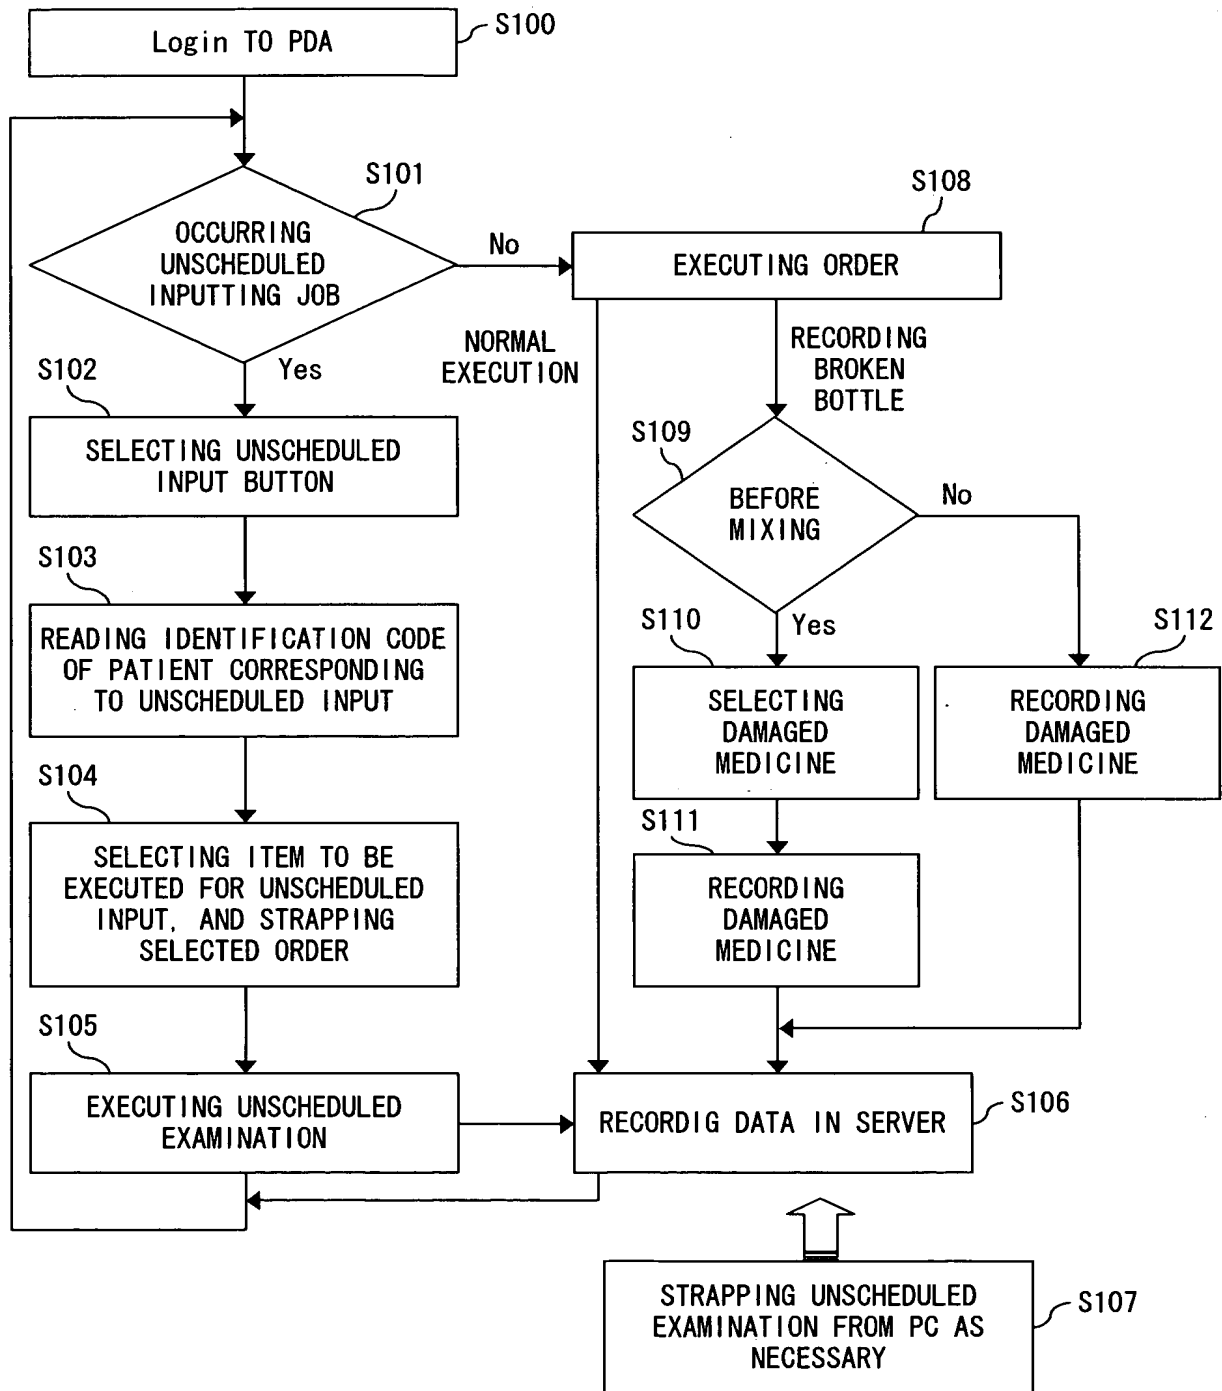 Login TO PDA
S100
S101
OCCURRING
UNSCHEDULED
INPUTTING JOB
No
Yes
S108
EXECUTING ORDER
NORMAL
EXECUTION
RECORDING
BROKEN
BOTTLE
S102
SELECTING UNSCHEDULED
INPUT BUTTON
S109
BEFORE
MIXING
No
Yes
S103
READING IDENTIFICATION CODE
OF PATIENT CORRESPONDING
TO UNSCHEDULED INPUT
S110
SELECTING
DAMAGED
MEDICINE
S112
RECORDING
DAMAGED
MEDICINE
S104
SELECTING ITEM TO BE
EXECUTED FOR UNSCHEDULED
INPUT, AND STRAPPING
SELECTED ORDER
S111
RECORDING
DAMAGED
MEDICINE
S105
EXECUTING UNSCHEDULED
EXAMINATION
RECORDIG DATA IN SERVER
S106
STRAPPING UNSCHEDULED
EXAMINATION FROM PC AS
NECESSARY
S107